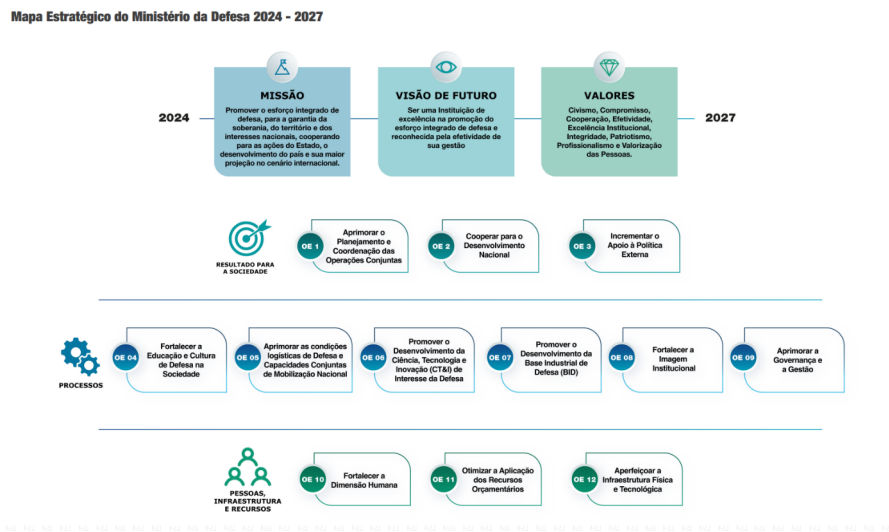 Mapa Estratégico do Ministério da Defesa 2024 - 2027
2024
MISSÃO
Promover o esforço integrado de
defesa, para a garantia da
soberania, do território e dos
interesses nacionais, cooperando
para as ações do Estado, o
desenvolvimento do país e sua maior
projeção no cenário internacional.
VISÃO DE FUTURO
Ser uma Instituição de
excelência na promoção do
esforço integrado de defesa e
reconhecida pela efetividade de
sua gestão
VALORES
Civismo, Compromisso,
Cooperação, Efetividade,
Excelência Institucional,
Integridade, Patriotismo,
Profissionalismo e Valorização
das Pessoas.
2027
RESULTADO PARA
A SOCIEDADE
OE 1
Aprimorar o
Planejamento e
Coordenação das
Operações Conjuntas
OE 2
Cooperar para o
Desenvolvimento
Nacional
OE 3
Incrementar o
Apoio à Política
Externa
PROCESSOS
OE 04
Fortalecer a
Educação e Cultura
de Defesa na
Sociedade
OE 05
Aprimorar as condições
logísticas de Defesa e
Capacidades Conjuntas
de Mobilização Nacional
OE 06
Promover o
Desenvolvimento da
Ciência, Tecnologia e
Inovação (CT&I) de
Interesse da Defesa
OE 07
Promover o
Desenvolvimento da
Base Industrial de
Defesa (BID)
OE 08
Fortalecer a
Imagem
Institucional
OE 09
Aprimorar a
Governança e
a Gestão
PESSOAS,
INFRAESTRUTURA
E RECURSOS
OE 10
Fortalecer a
Dimensão Humana
OE 11
Otimizar a Aplicação
dos Recursos
Orçamentários
OE 12
Aperfeiçoar a
Infraestrutura Física
e Tecnológica